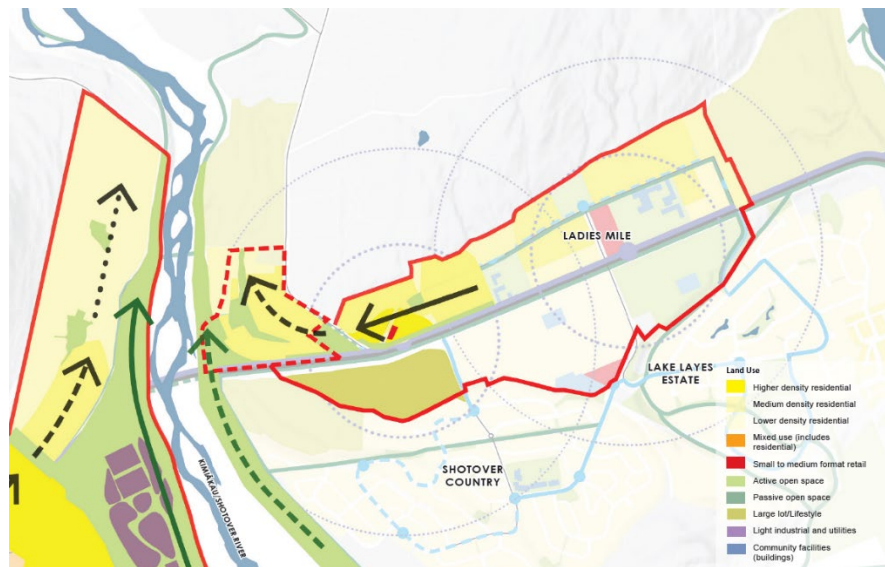 LADIES MILE
LAKE LAYES
ESTATE
SHOTOVER
COUNTRY
KIMIĀKAU/SHOTOVER RIVER
Land Use
Higher density residential
Medium density residential
Lower density residential
Mixed use (includes
residential)
Small to medium format retail
Active open space
Passive open space
Large lot/Lifestyle
Light industrial and utilities
Community facilities
(buildings)